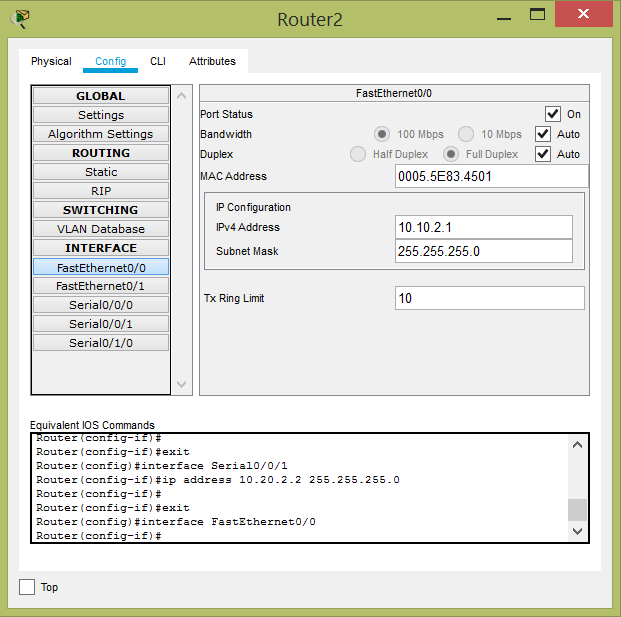 Router2
Physical Config CLI Attributes
GLOBAL
Settings
Algorithm Settings
ROUTING
Static
RIP
SWITCHING
VLAN Database
INTERFACE
FastEthernet0/0
FastEthernet0/1
Serial0/0/0
Serial0/0/1
Serial0/1/0
FastEthernet0/0
Port Status On
Bandwidth 100 Mbps 10 Mbps Auto
Duplex Half Duplex Full Duplex Auto
MAC Address 0005.5E83.4501
IP Configuration
IPv4 Address 10.10.2.1
Subnet Mask 255.255.255.0
Tx Ring Limit 10
Equivalent IOS Commands
Router(config-if)#
Router(config-if)#exit
Router(config)#interface Serial0/0/1
Router(config-if)#ip address 10.20.2.2 255.255.255.0
Router(config-if)#
Router(config-if)#exit
Router(config)#interface FastEthernet0/0
Router(config-if)#
Top